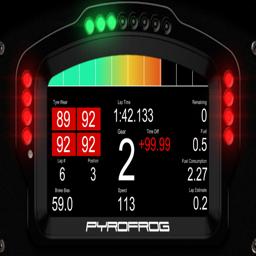 Tyre Wear Lap Time Remaining
89 92 1:42.133 0
Gear Time Diff Fuel
92 92 2 +99.99 0.5
Lap # Position Fuel Consumption
6 3 2.27
Brake Bias Speed Lap Estimate
59.0 113 0.2
PYROFROG